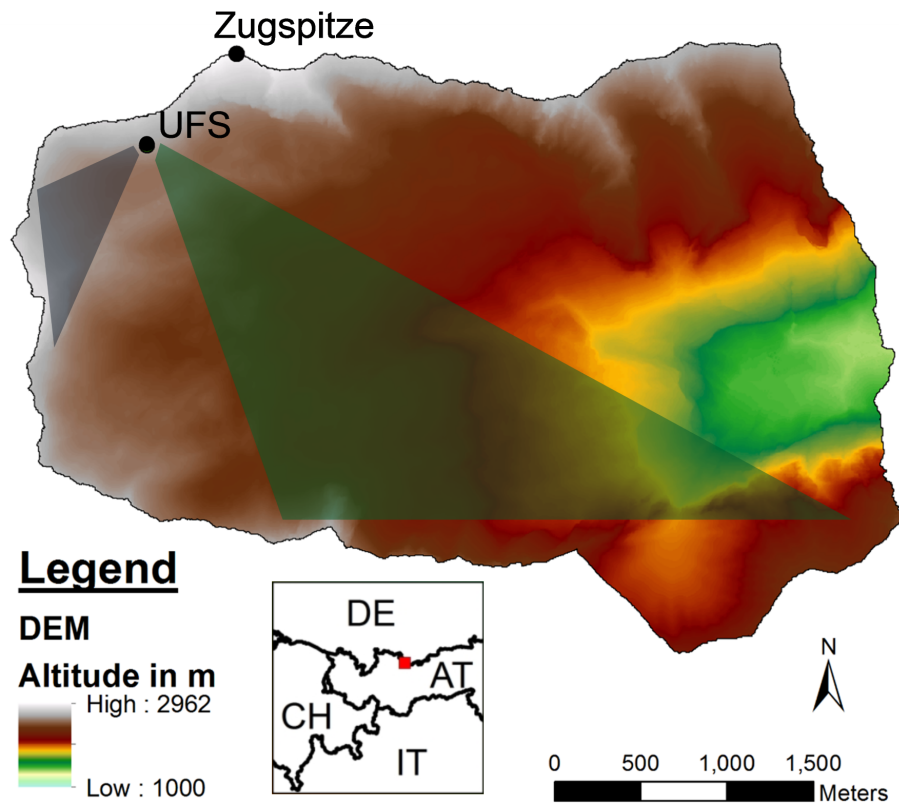 Zugspitze
UFS
Legend
DEM
Altitude in m
High : 2962
Low : 1000
DE
AT
CH
IT
N
0 500 1,000 1,500
Meters